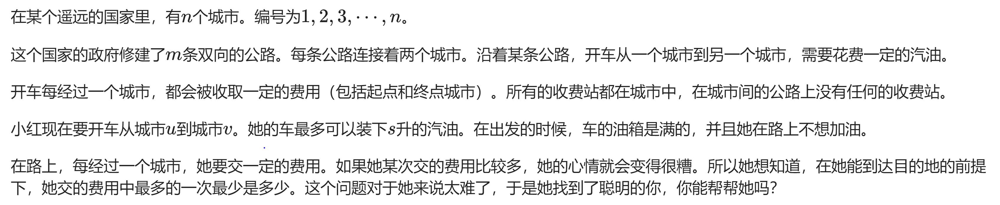 在某个遥远的国家里，有n个城市。编号为1, 2, 3, ⋯, n。
这个国家的政府修建了m条双向的公路。每条公路连接着两个城市。沿着某条公路，开车从一个城市到另一个城市，需要花费一定的汽油。
开车每经过一个城市，都会被收取一定的费用（包括起点和终点城市）。所有的收费站都在城市中，在城市间的公路上没有任何的收费站。
小红现在要开车从城市u到城市v。她的车最多可以装下s升的汽油。在出发的时候，车的油箱是满的，并且她在路上不想加油。
在路上，每经过一个城市，她要交一定的费用。如果她某次交的费用比较多，她的心情就会变得很糟。所以她想知道，在她能到达目的地的前提
下，她交的费用中最多的一次最少是多少。这个问题对于她来说太难了，于是她找到了聪明的你，你能帮帮她吗？